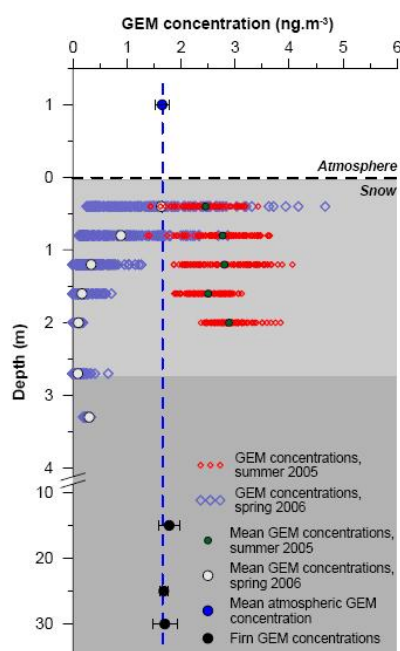 GEM concentration (ng.m⁻³)
0 1 2 3 4 5 6
1
Atmosphere
0
Snow
1
2
Depth (m)
3
4
10
20
30
GEM concentrations,
summer 2005
GEM concentrations,
spring 2006
Mean GEM concentrations,
summer 2005
Mean GEM concentrations,
spring 2006
Mean atmospheric GEM
concentration
Firn GEM concentrations